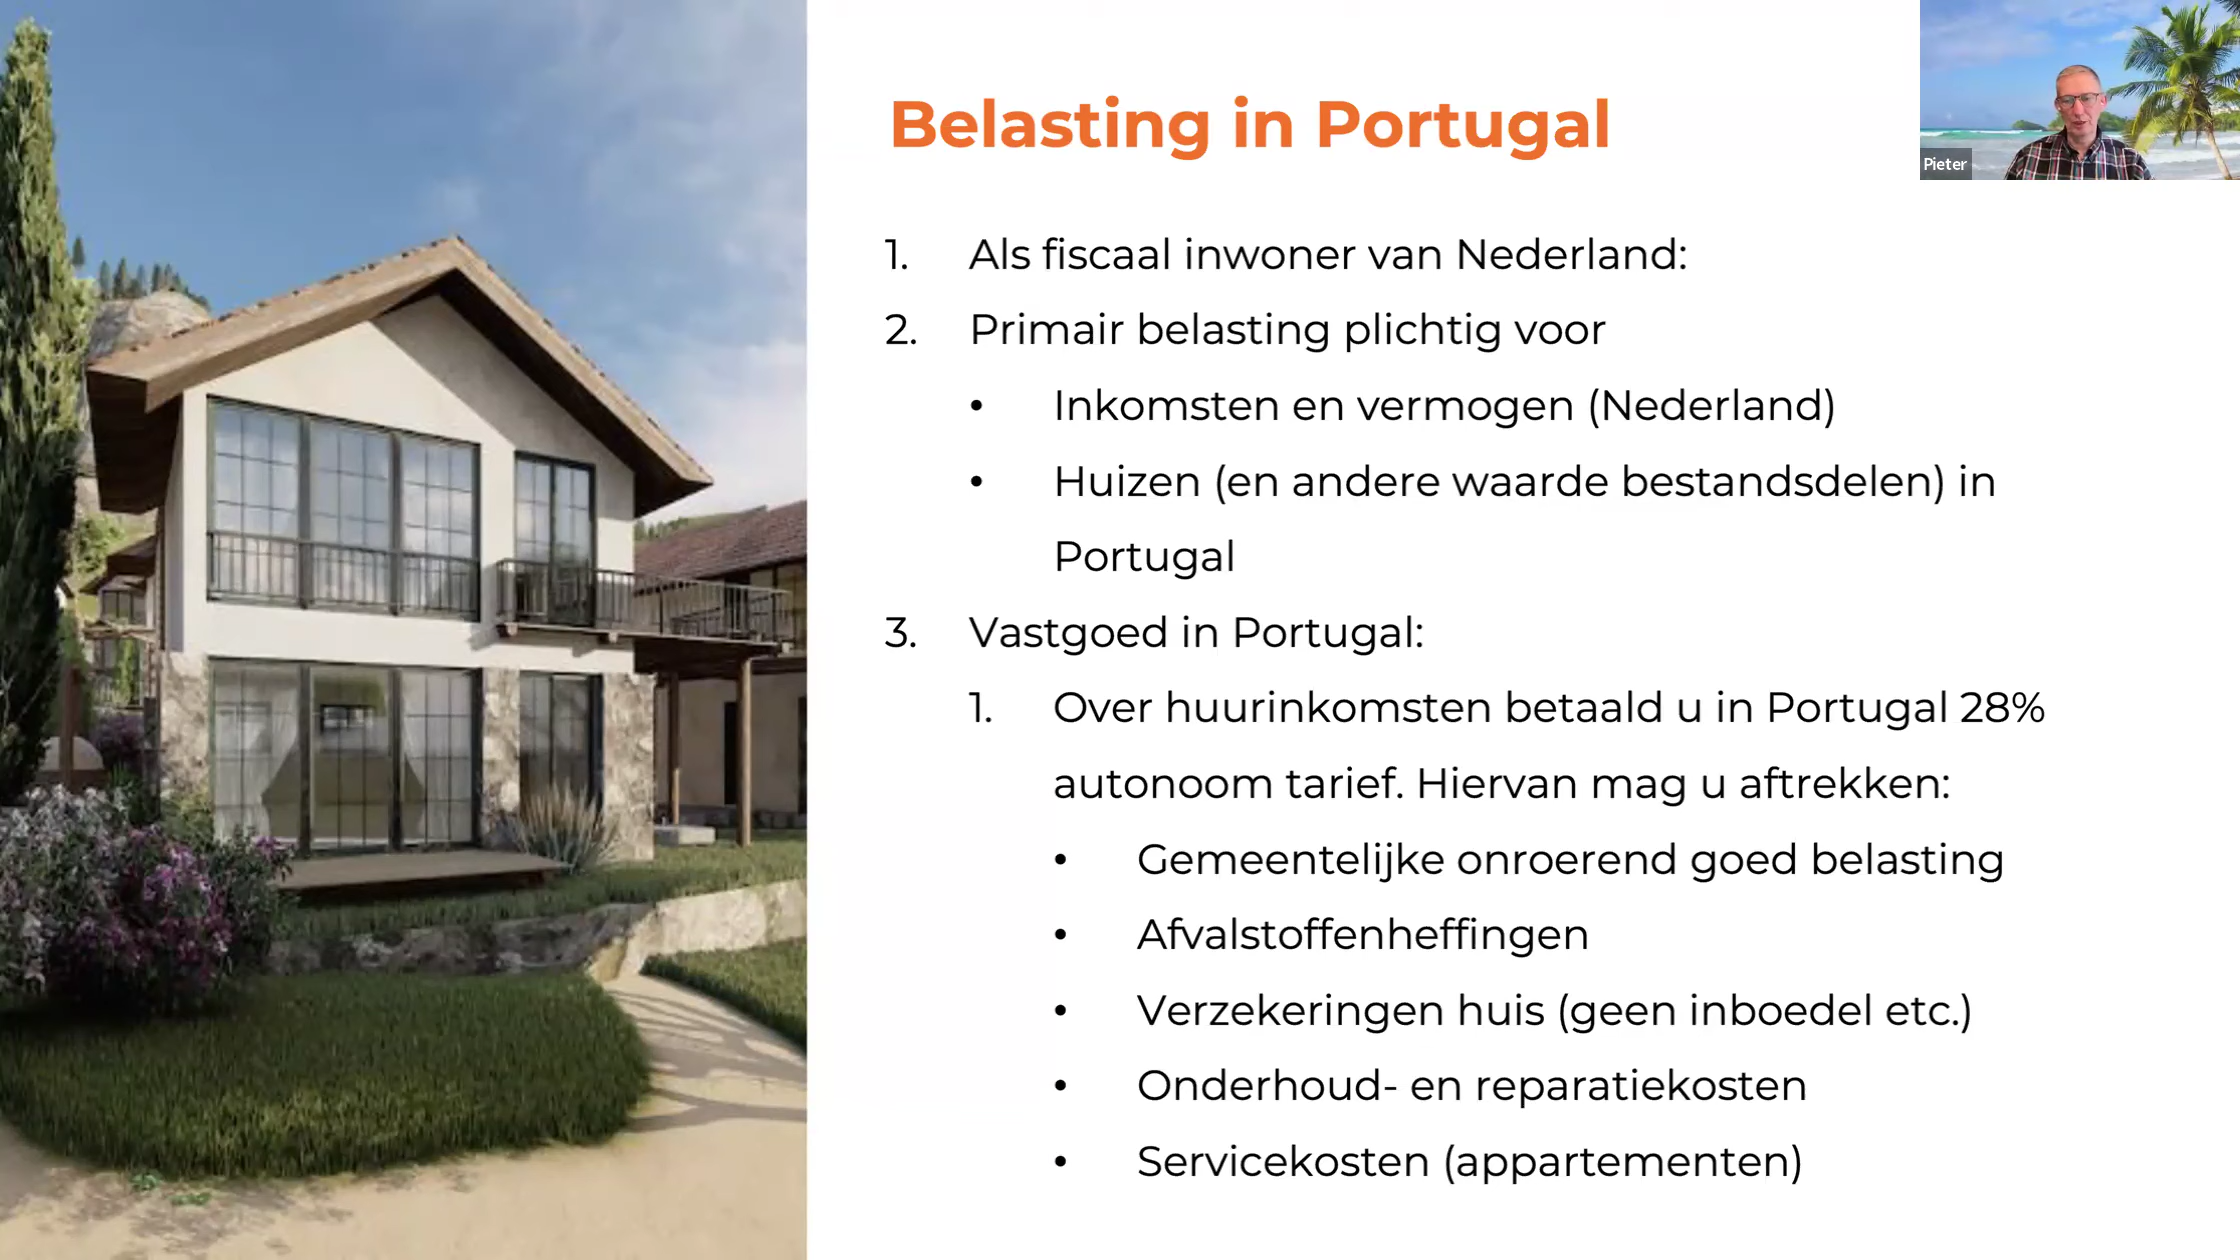 Belasting in Portugal
Pieter
1. Als fiscaal inwoner van Nederland:
2. Primair belasting plichtig voor
• Inkomsten en vermogen (Nederland)
• Huizen (en andere waarde bestandsdelen) in
Portugal
3. Vastgoed in Portugal:
1. Over huurinkomsten betaald u in Portugal 28%
autonoom tarief. Hiervan mag u aftrekken:
• Gemeentelijke onroerend goed belasting
• Afvalstoffenheffingen
• Verzekeringen huis (geen inboedel etc.)
• Onderhoud- en reparatiekosten
• Servicekosten (appartementen)